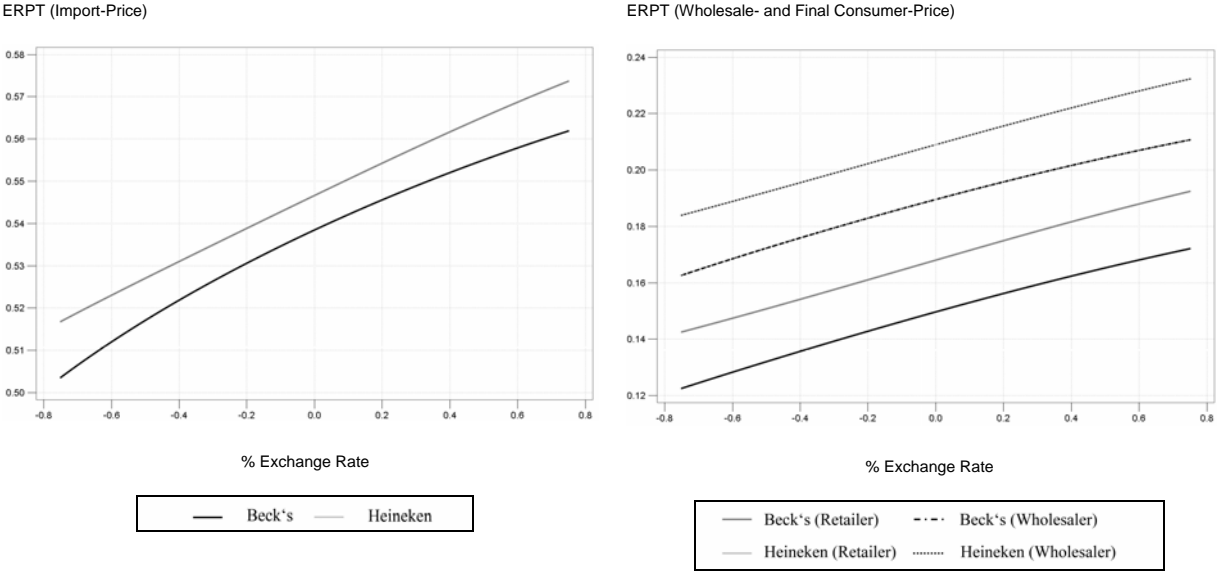 ERPT (Import-Price)
0.58
0.57
0.56
0.55
0.54
0.53
0.52
0.51
0.50
-0.8 -0.6 -0.4 -0.2 0.0 0.2 0.4 0.6 0.8
% Exchange Rate
Beck‘s Heineken
ERPT (Wholesale- and Final Consumer-Price)
0.24
0.22
0.20
0.18
0.16
0.14
0.12
-0.8 -0.6 -0.4 -0.2 0.0 0.2 0.4 0.6 0.8
% Exchange Rate
Beck‘s (Retailer) Beck‘s (Wholesaler)
Heineken (Retailer) Heineken (Wholesaler)